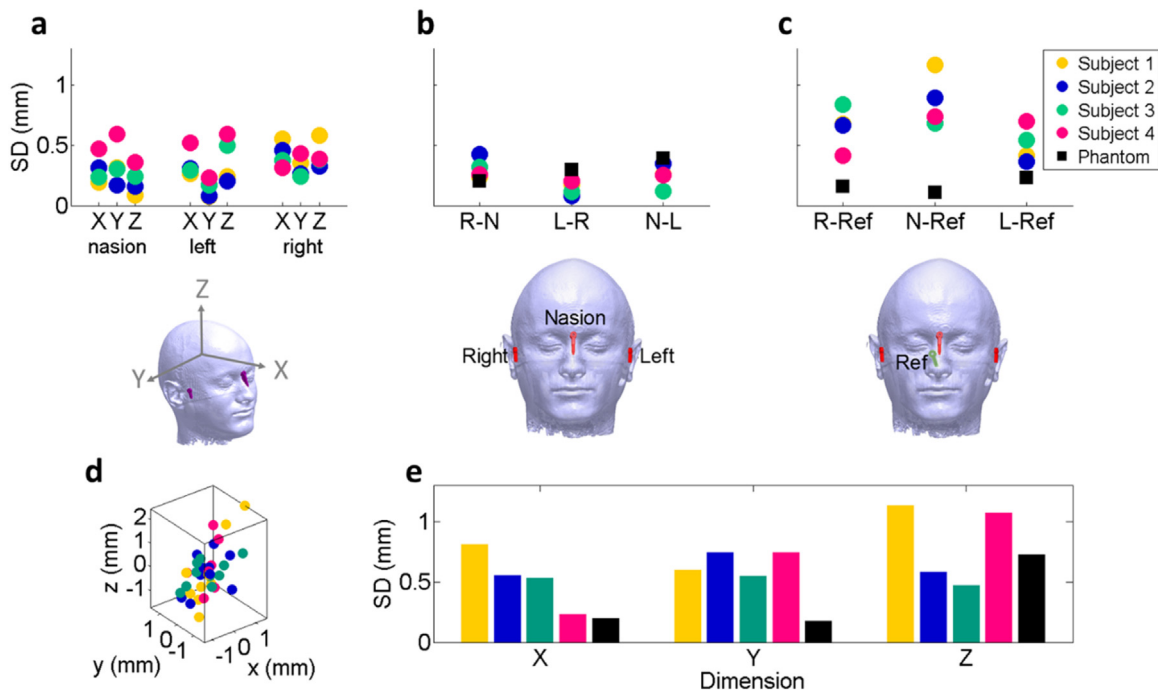 a
SD (mm)
1
0.5
0
X Y Z X Y Z X Y Z
nasion left right
b
R-N L-R N-L
c
R-Ref N-Ref L-Ref
Subject 1
Subject 2
Subject 3
Subject 4
Phantom
Z
Y
X
Nasion
Right
Left
Ref
d
z (mm)
2
1
0
-1
1
0
-1
y (mm)
-1
0
1
x (mm)
e
X Y Z
SD (mm)
1
0.5
0
X Y Z
Dimension